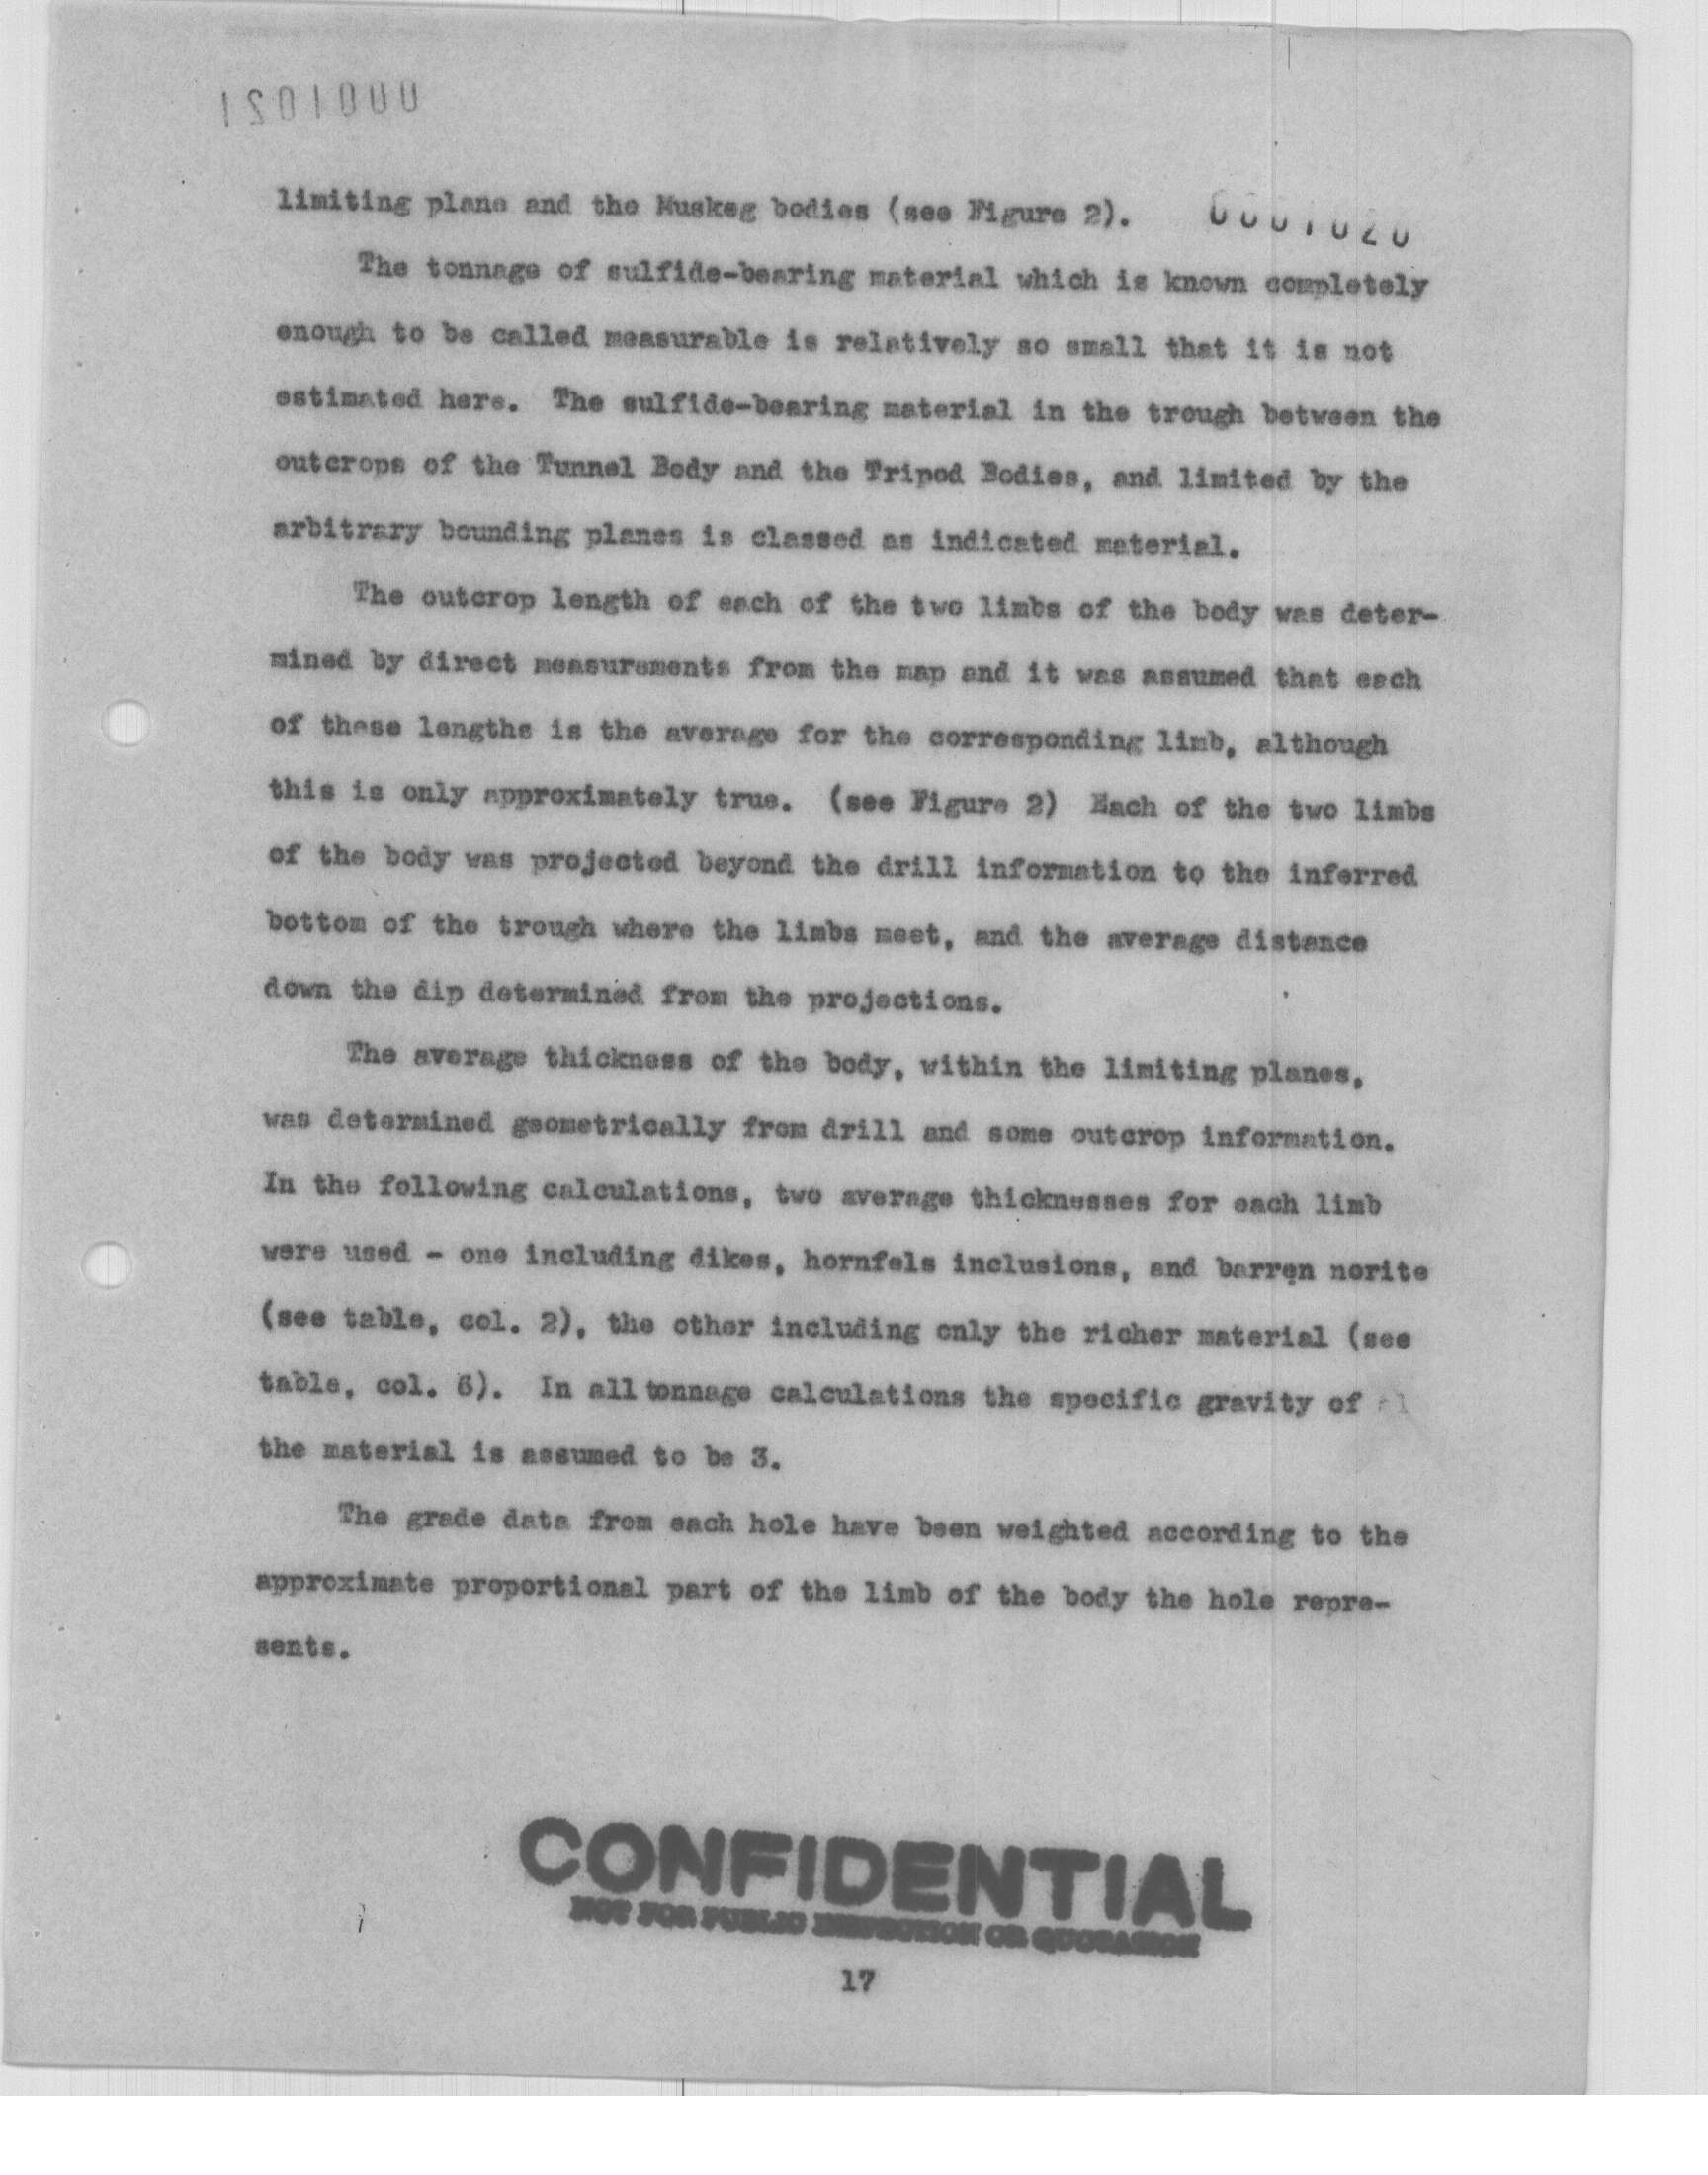 0001021
limiting plane and the Muskeg bodies (see Figure 2). 0001020
The tonnage of sulfide-bearing material which is known completely
enough to be called measurable is relatively so small that it is not
estimated here. The sulfide-bearing material in the trough between the
outcrops of the Tunnel Body and the Tripod Bodies, and limited by the
arbitrary bounding planes is classed as indicated material.
The outcrop length of each of the two limbs of the body was deter-
mined by direct measurements from the map and it was assumed that each
of these lengths is the average for the corresponding limb, although
this is only approximately true. (see Figure 2) Each of the two limbs
of the body was projected beyond the drill information to the inferred
bottom of the trough where the limbs meet, and the average distance
down the dip determined from the projections.
The average thickness of the body, within the limiting planes,
was determined geometrically from drill and some outcrop information.
In the following calculations, two average thicknesses for each limb
were used - one including dikes, hornfels inclusions, and barren norite
(see table, col. 2), the other including only the richer material (see
table, col. 6). In all tonnage calculations the specific gravity of
the material is assumed to be 3.
The grade data from each hole have been weighted according to the
approximate proportional part of the limb of the body the hole repre-
sents.
CONFIDENTIAL
NOT FOR PUBLIC INSPECTION OR QUOTATION
17